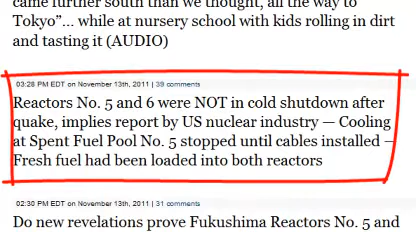 came further south than we thought, all the way to
Tokyo”... while at nursery school with kids rolling in dirt
and tasting it (AUDIO)
03:28 PM EDT on November 13th, 2011 | 39 comments
Reactors No. 5 and 6 were NOT in cold shutdown after
quake, implies report by US nuclear industry — Cooling
at Spent Fuel Pool No. 5 stopped until cables installed —
Fresh fuel had been loaded into both reactors
02:30 PM EDT on November 13th, 2011 | 31 comments
Do new revelations prove Fukushima Reactors No. 5 and